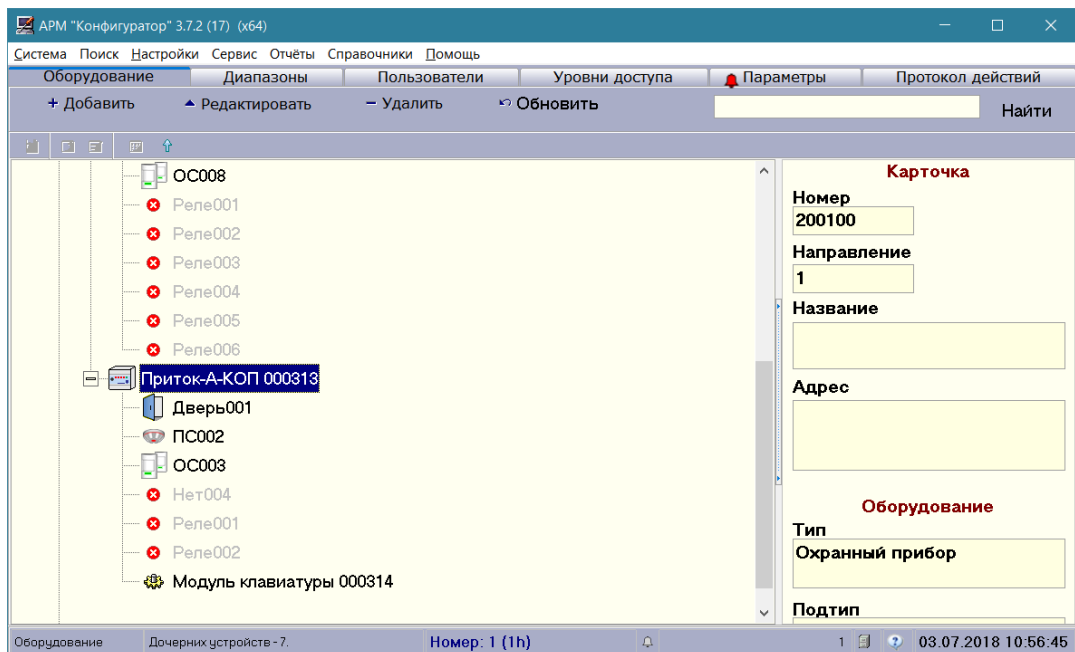 АРМ "Конфигуратор" 3.7.2 (17) (x64)
Система Поиск Настройки Сервис Отчёты Справочники Помощь
Оборудование Диапазоны Пользователи Уровни доступа Параметры Протокол действий
+ Добавить Редактировать − Удалить Обновить Найти
ОС008
Реле001
Реле002
Реле003
Реле004
Реле005
Реле006
Приток-А-КОП 000313
Дверь001
ПС002
ОС003
Нет004
Реле001
Реле002
Модуль клавиатуры 000314
Карточка
Номер
200100
Направление
1
Название
Адрес
Оборудование
Тип
Охранный прибор
Подтип
Оборудование Дочерних устройств - 7. Номер: 1 (1h) 1 03.07.2018 10:56:45